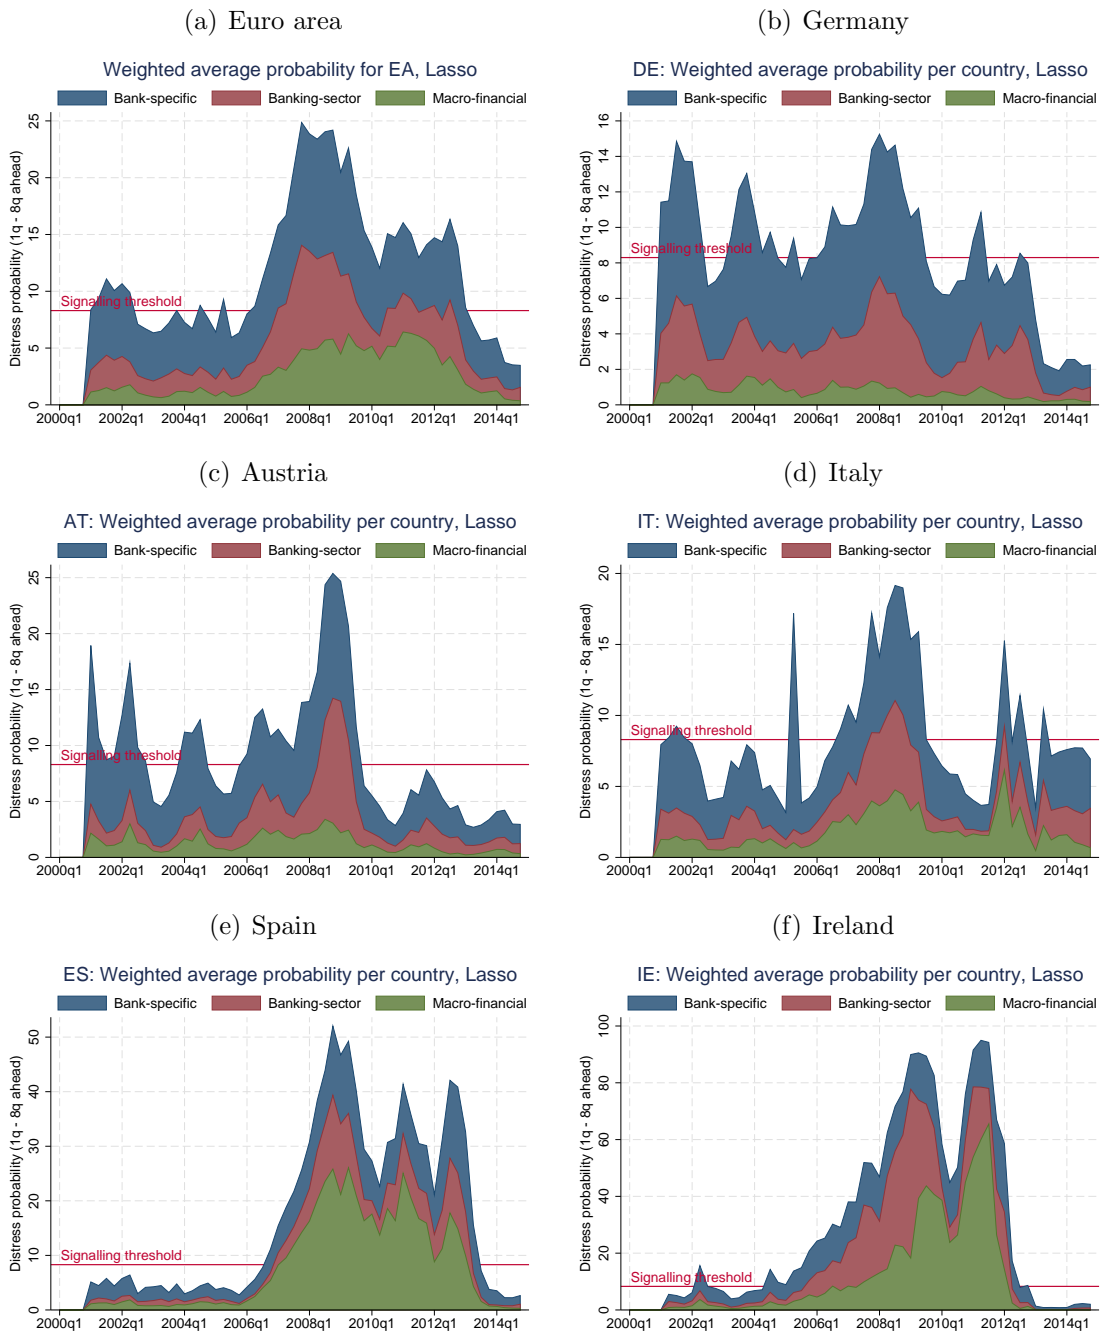 (a) Euro area
Weighted average probability for EA, Lasso
Bank-specific Banking-sector Macro-financial
Distress probability (1q - 8q ahead)
25
20
15
10
5
0
Signalling threshold
2000q1 2002q1 2004q1 2006q1 2008q1 2010q1 2012q1 2014q1
(b) Germany
DE: Weighted average probability per country, Lasso
Bank-specific Banking-sector Macro-financial
Distress probability (1q - 8q ahead)
16
14
12
10
8
6
4
2
0
Signalling threshold
2000q1 2002q1 2004q1 2006q1 2008q1 2010q1 2012q1 2014q1
(c) Austria
AT: Weighted average probability per country, Lasso
Bank-specific Banking-sector Macro-financial
Distress probability (1q - 8q ahead)
25
20
15
10
5
0
Signalling threshold
2000q1 2002q1 2004q1 2006q1 2008q1 2010q1 2012q1 2014q1
(d) Italy
IT: Weighted average probability per country, Lasso
Bank-specific Banking-sector Macro-financial
Distress probability (1q - 8q ahead)
20
15
10
5
0
Signalling threshold
2000q1 2002q1 2004q1 2006q1 2008q1 2010q1 2012q1 2014q1
(e) Spain
ES: Weighted average probability per country, Lasso
Bank-specific Banking-sector Macro-financial
Distress probability (1q - 8q ahead)
50
40
30
20
10
0
Signalling threshold
2000q1 2002q1 2004q1 2006q1 2008q1 2010q1 2012q1 2014q1
(f) Ireland
IE: Weighted average probability per country, Lasso
Bank-specific Banking-sector Macro-financial
Distress probability (1q - 8q ahead)
100
80
60
40
20
0
Signalling threshold
2000q1 2002q1 2004q1 2006q1 2008q1 2010q1 2012q1 2014q1